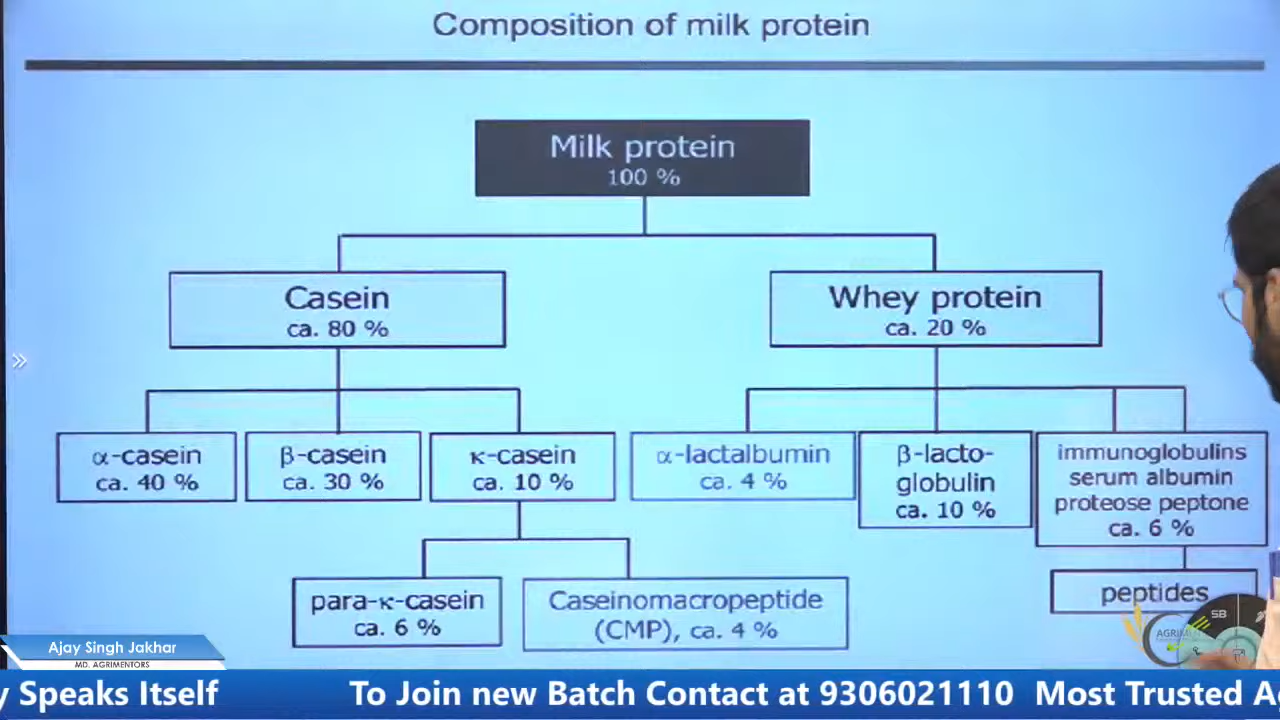 Composition of milk protein
Milk protein
100 %
Casein
ca. 80 %
Whey protein
ca. 20 %
α-casein
ca. 40 %
β-casein
ca. 30 %
κ-casein
ca. 10 %
α-lactalbumin
ca. 4 %
β-lacto-
globulin
ca. 10 %
immunoglobulins
serum albumin
proteose peptone
ca. 6 %
para-κ-casein
ca. 6 %
Caseinomacropeptide
(CMP), ca. 4 %
peptides
SB
Ajay Singh Jakhar
MD. AGRIMENTORS
y Speaks Itself To Join new Batch Contact at 9306021110 Most Trusted Ag